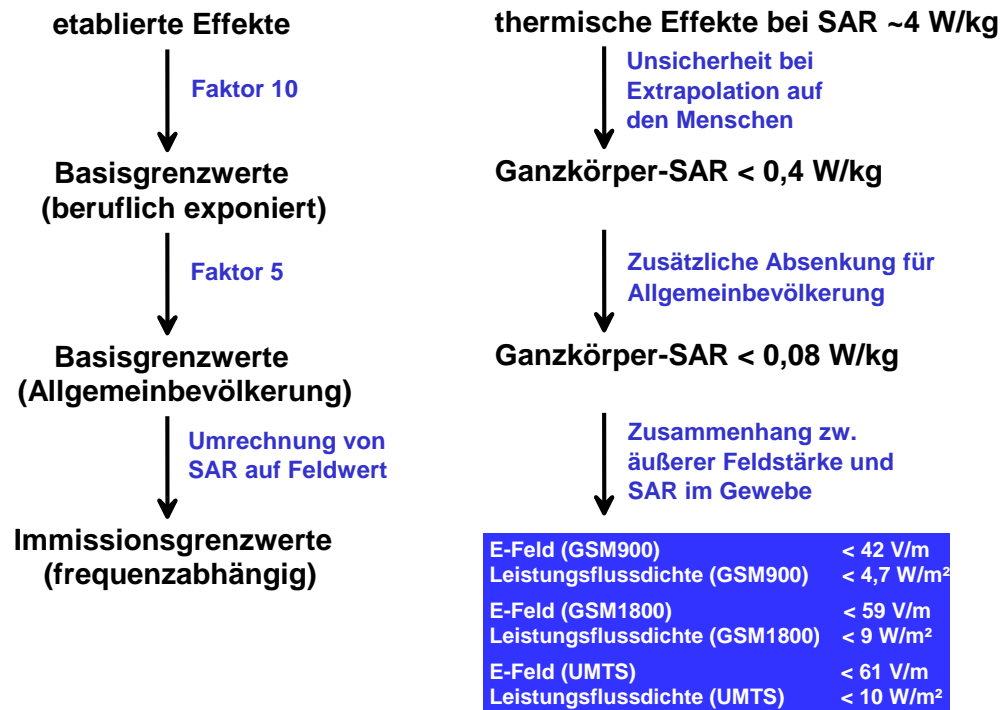 etablierte Effekte
thermische Effekte bei SAR ~4 W/kg
Faktor 10
Unsicherheit bei
Extrapolation auf
den Menschen
Basisgrenzwerte
(beruflich exponiert)
Ganzkörper-SAR < 0,4 W/kg
Faktor 5
Zusätzliche Absenkung für
Allgemeinbevölkerung
Basisgrenzwerte
(Allgemeinbevölkerung)
Ganzkörper-SAR < 0,08 W/kg
Umrechnung von
SAR auf Feldwert
Zusammenhang zw.
äußerer Feldstärke und
SAR im Gewebe
Immissionsgrenzwerte
(frequenzabhängig)
E-Feld (GSM900) < 42 V/m
Leistungsflussdichte (GSM900) < 4,7 W/m²
E-Feld (GSM1800) < 59 V/m
Leistungsflussdichte (GSM1800) < 9 W/m²
E-Feld (UMTS) < 61 V/m
Leistungsflussdichte (UMTS) < 10 W/m²